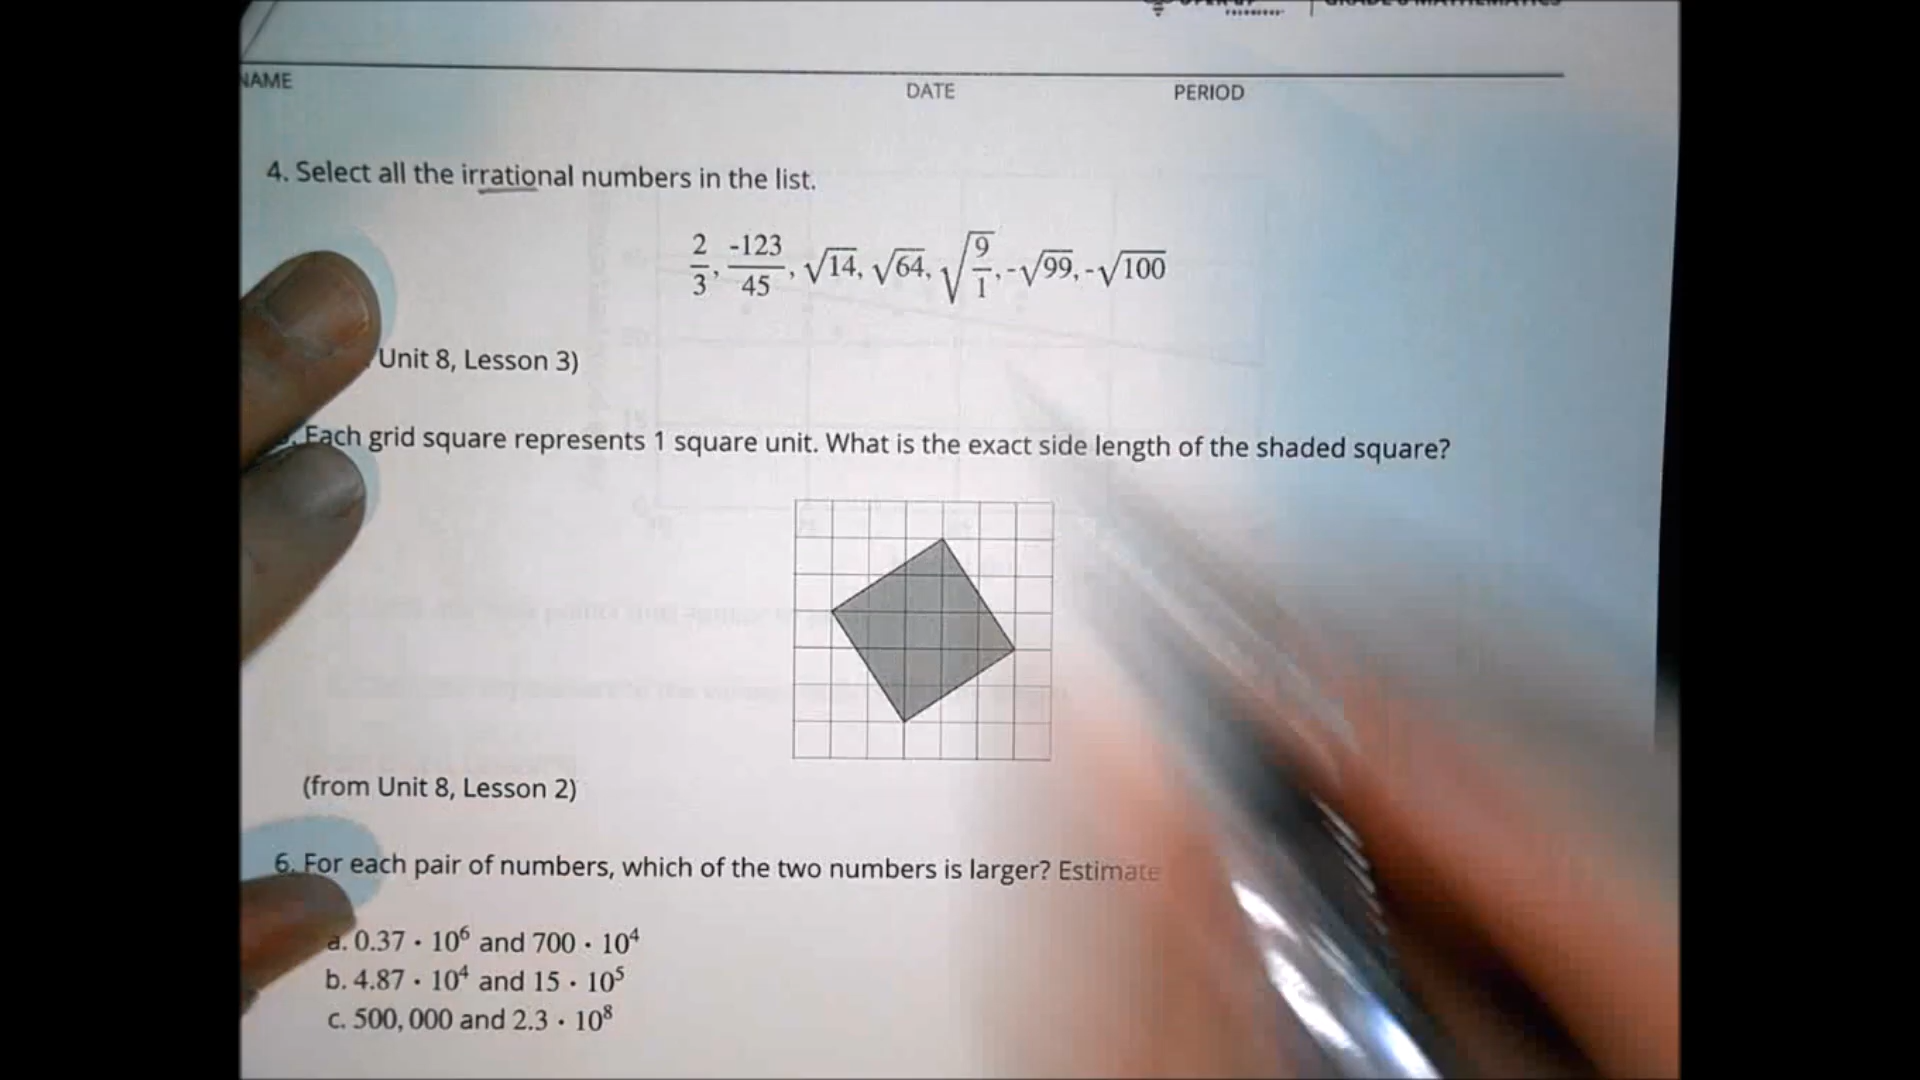 NAME DATE PERIOD
4. Select all the irrational numbers in the list.
2/3, -123/45, √14, √64, √(9/1), -√99, -√100
Unit 8, Lesson 3)
Each grid square represents 1 square unit. What is the exact side length of the shaded square?
(from Unit 8, Lesson 2)
6. For each pair of numbers, which of the two numbers is larger? Estimate
a. 0.37 · 10⁶ and 700 · 10⁴
b. 4.87 · 10⁴ and 15 · 10⁵
c. 500,000 and 2.3 · 10⁸